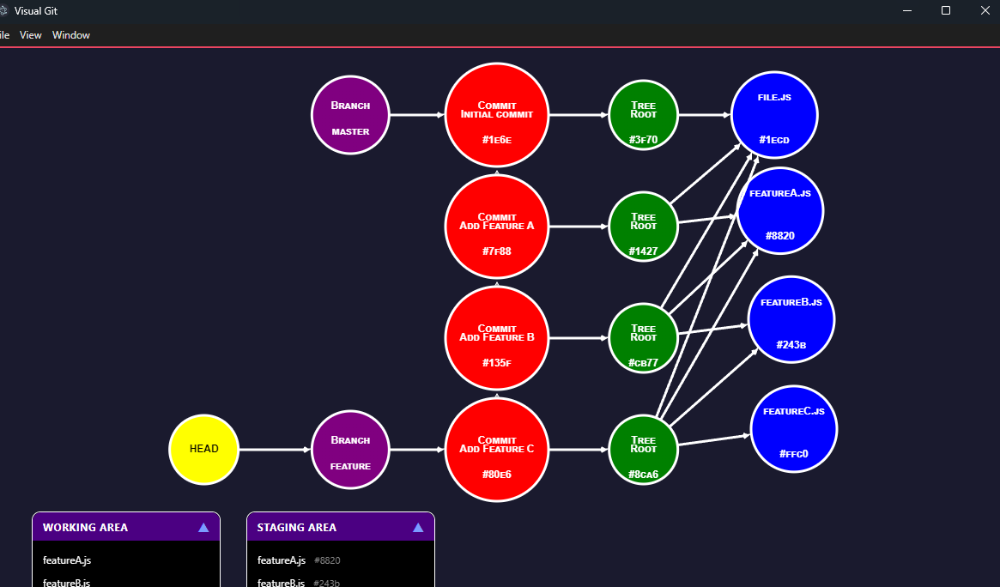 Visual Git
ile View Window
BRANCH
MASTER
COMMIT
INITIAL COMMIT
#1E6E
TREE
ROOT
#3F70
FILE.JS
#1ECD
COMMIT
ADD FEATURE A
#7F88
TREE
ROOT
#1427
FEATUREA.JS
#8820
COMMIT
ADD FEATURE B
#135F
TREE
ROOT
#CB77
FEATUREB.JS
#243B
HEAD
BRANCH
FEATURE
COMMIT
ADD FEATURE C
#80E6
TREE
ROOT
#8CA6
FEATUREC.JS
#FFC0
WORKING AREA
featureA.js
featureB.js
STAGING AREA
featureA.js #8820
featureB.js #243b